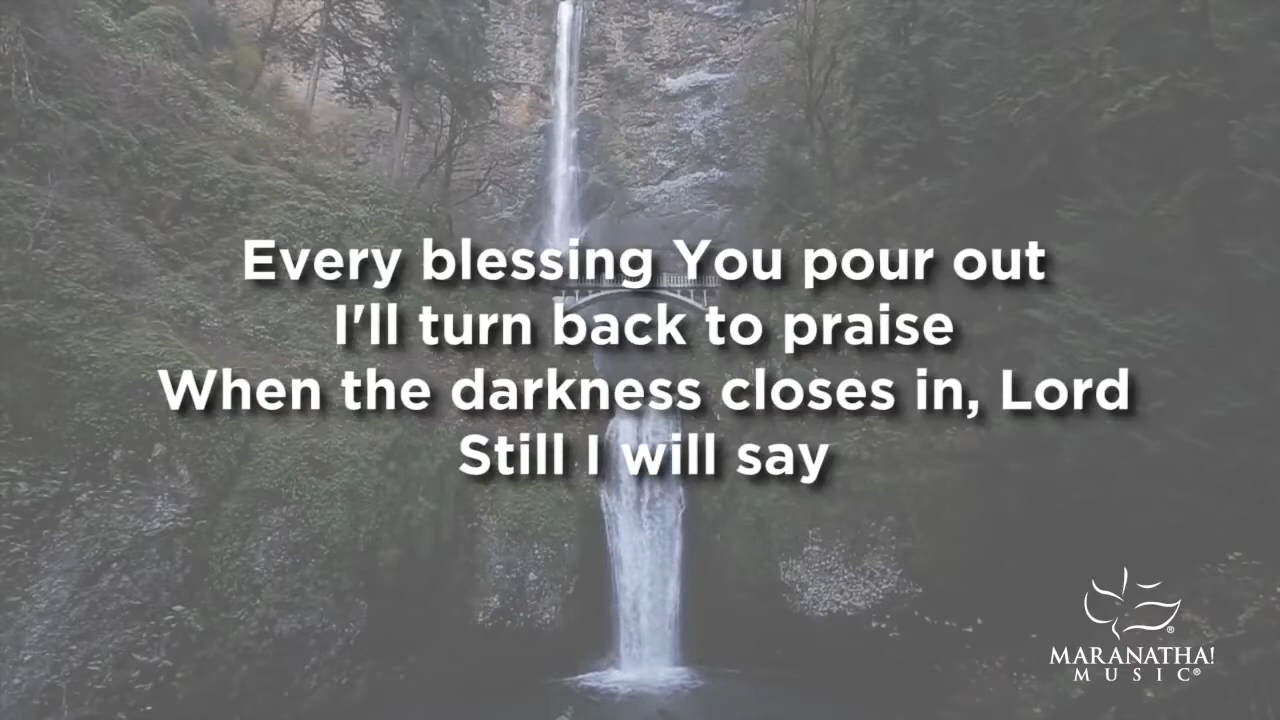 Every blessing You pour out
I'll turn back to praise
When the darkness closes in, Lord
Still I will say
®
MARANATHA!
MUSIC®